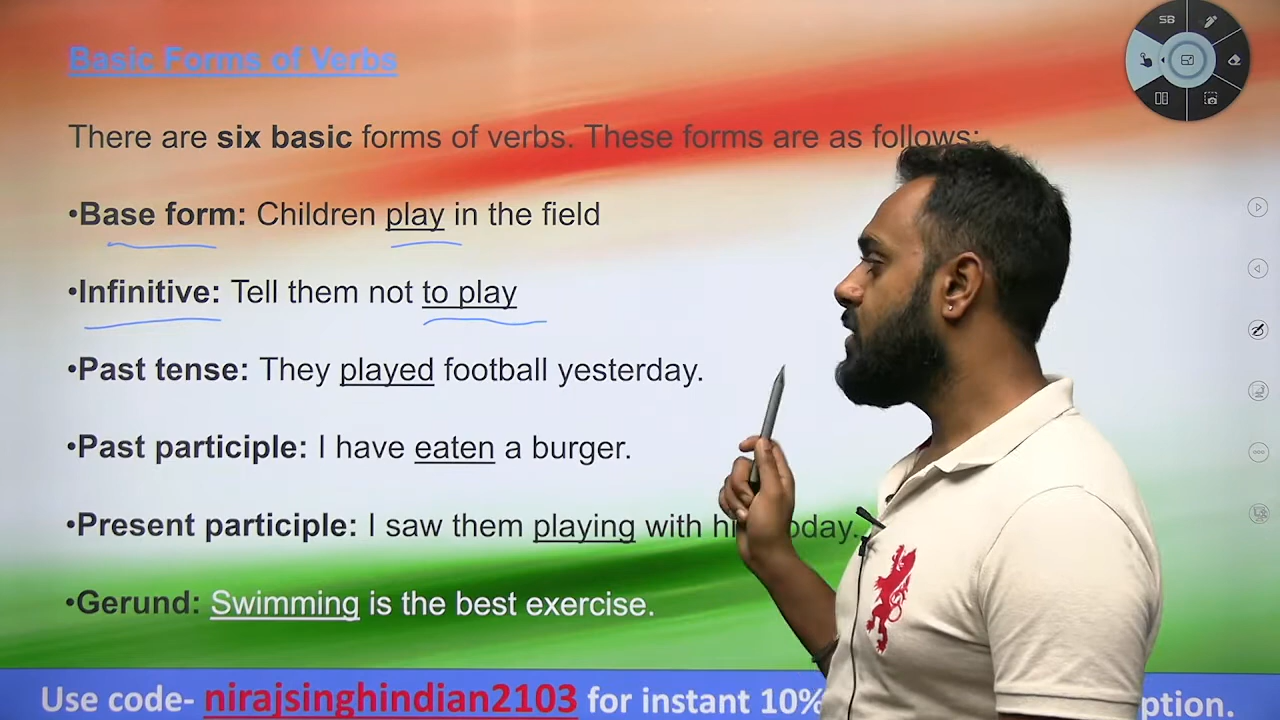 Basic Forms of Verbs
There are six basic forms of verbs. These forms are as follows:
•Base form: Children play in the field
•Infinitive: Tell them not to play
•Past tense: They played football yesterday.
•Past participle: I have eaten a burger.
•Present participle: I saw them playing with today.
•Gerund: Swimming is the best exercise.
Use code- nirajsinghindian2103 for instant 10%
SB